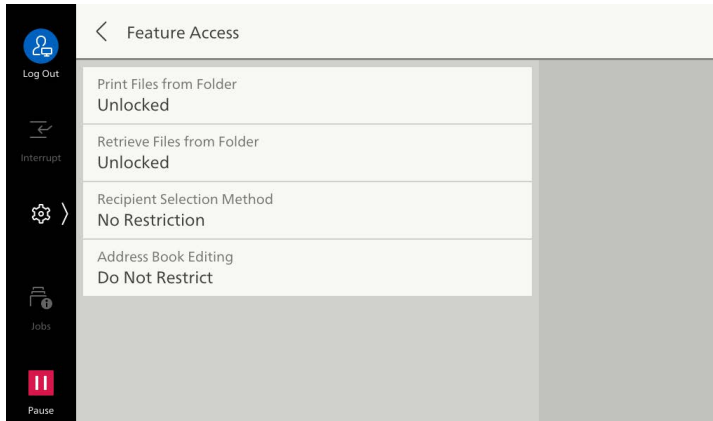 Feature Access
Log Out
Interrupt
Jobs
Pause
Print Files from Folder
Unlocked
Retrieve Files from Folder
Unlocked
Recipient Selection Method
No Restriction
Address Book Editing
Do Not Restrict